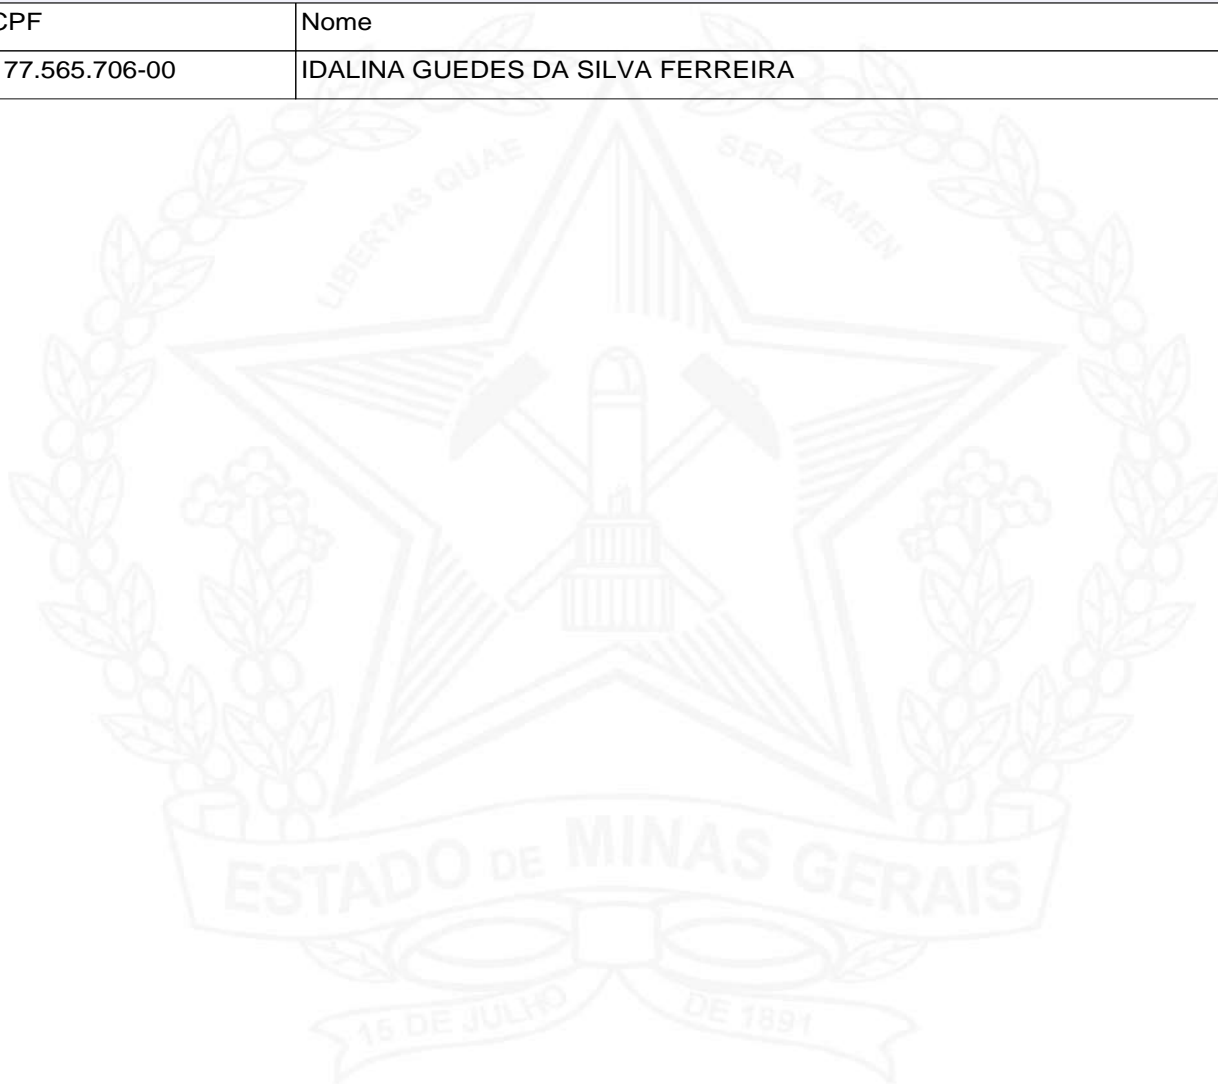 CPF Nome
77.565.706-00 IDALINA GUEDES DA SILVA FERREIRA
LIBERTAS QUAE SERA TAMEN
ESTADO DE MINAS GERAIS
15 DE JULHO DE 1891